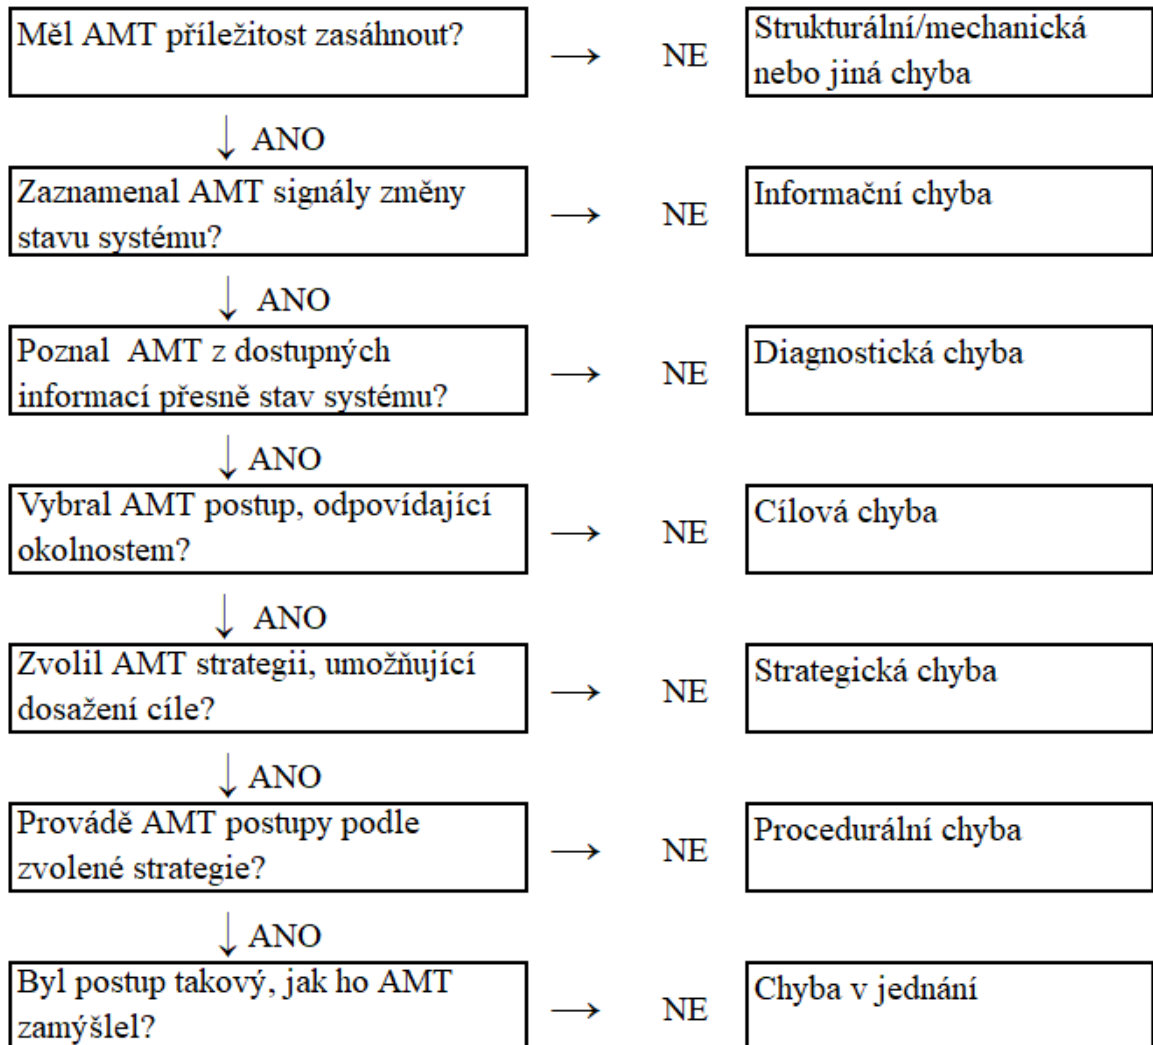 Měl AMT příležitost zasáhnout?
→ NE
Strukturální/mechanická
nebo jiná chyba
↓ ANO
Zaznamenal AMT signály změny
stavu systému?
→ NE
Informační chyba
↓ ANO
Poznal AMT z dostupných
informací přesně stav systému?
→ NE
Diagnostická chyba
↓ ANO
Vybral AMT postup, odpovídající
okolnostem?
→ NE
Cílová chyba
↓ ANO
Zvolil AMT strategii, umožňující
dosažení cíle?
→ NE
Strategická chyba
↓ ANO
Provádě AMT postupy podle
zvolené strategie?
→ NE
Procedurální chyba
↓ ANO
Byl postup takový, jak ho AMT
zamýšlel?
→ NE
Chyba v jednání